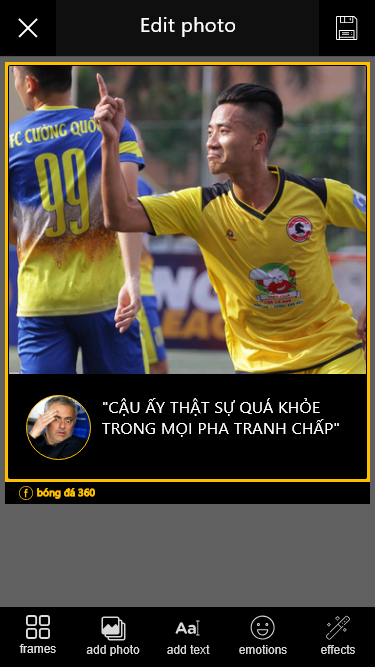 Edit photo
FC CƯỜNG QUỐC
99
"CẬU ẤY THẬT SỰ QUÁ KHỎE
TRONG MỌI PHA TRANH CHẤP"
f bóng đá 360
frames
add photo
Aa
add text
emotions
effects